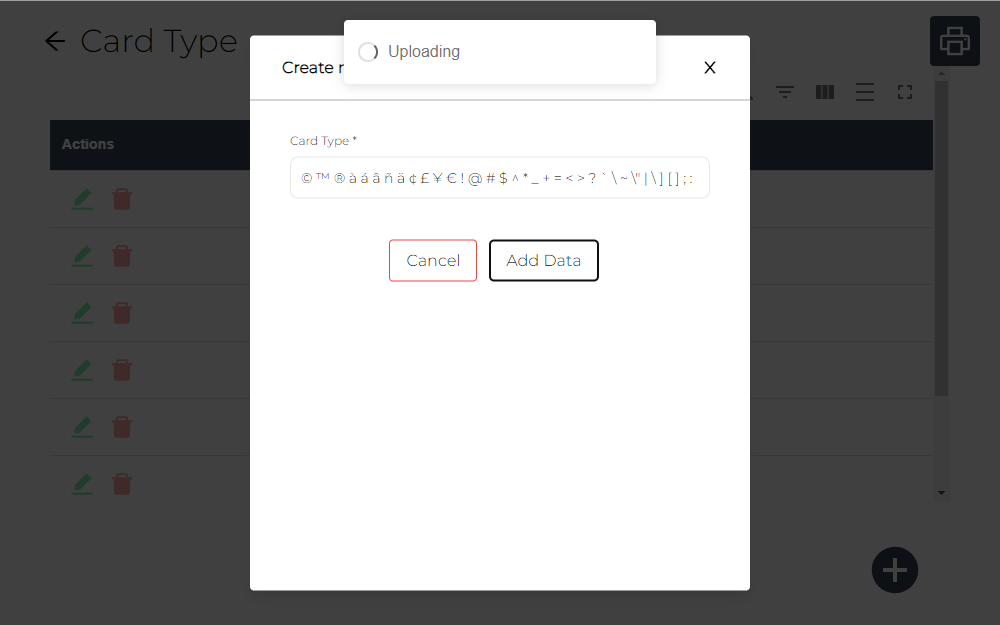 Card Type
Uploading
Create
X
Actions
Card Type *
© ™ ® à á â ñ ä ¢ £ ¥ € ! @ # $ ^ * _ + = < > ? ` \ ~ \" | \ ] [ ] ; :
Cancel
Add Data